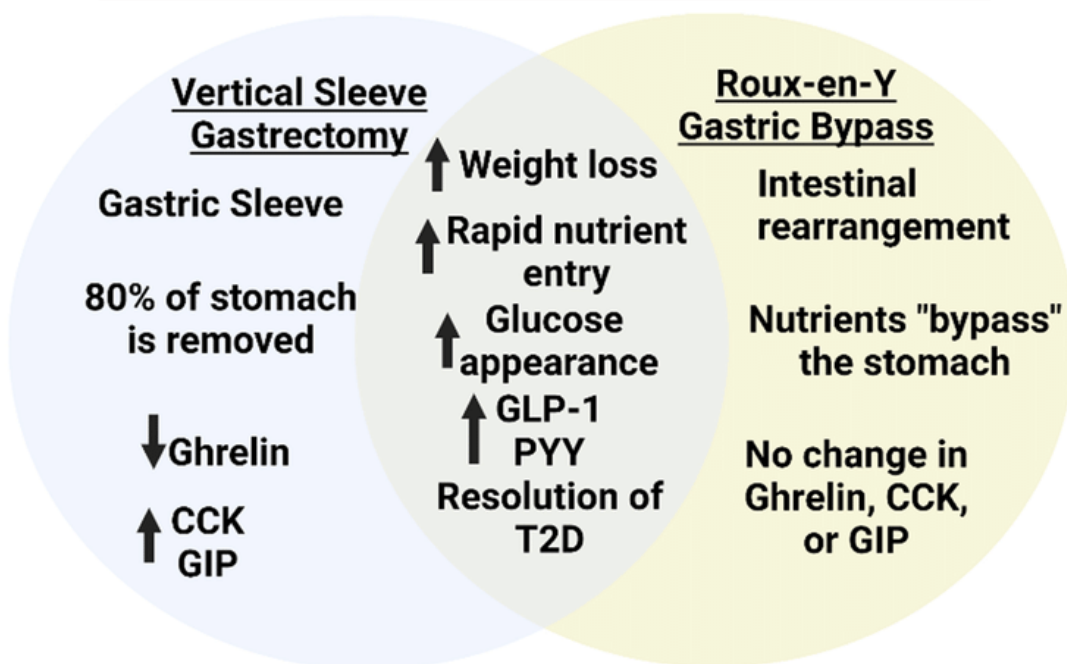 Vertical Sleeve
Gastrectomy
Gastric Sleeve
80% of stomach
is removed
Ghrelin
CCK
GIP
Weight loss
Rapid nutrient
entry
Glucose
appearance
GLP-1
PYY
Resolution of
T2D
Roux-en-Y
Gastric Bypass
Intestinal
rearrangement
Nutrients "bypass"
the stomach
No change in
Ghrelin, CCK,
or GIP